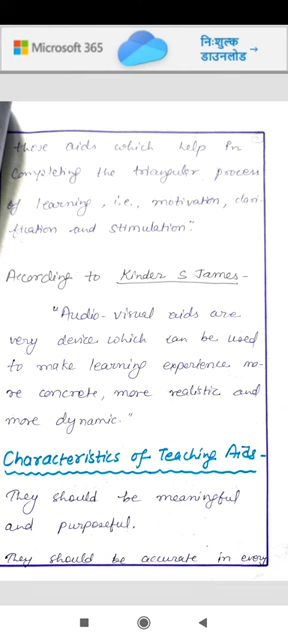 Microsoft 365
निःशुल्क
डाउनलोड →
these aids which help in
completing the triangular process
of learning, i.e., motivation, clari-
fication and stimulation."
According to Kinder S James-
"Audio-visual aids are
very device which can be used
to make learning experience mo-
re concrete, more realistic and
more dynamic."
Characteristics of Teaching Aids-
They should be meaningful
and purposeful.
They should be accurate in every